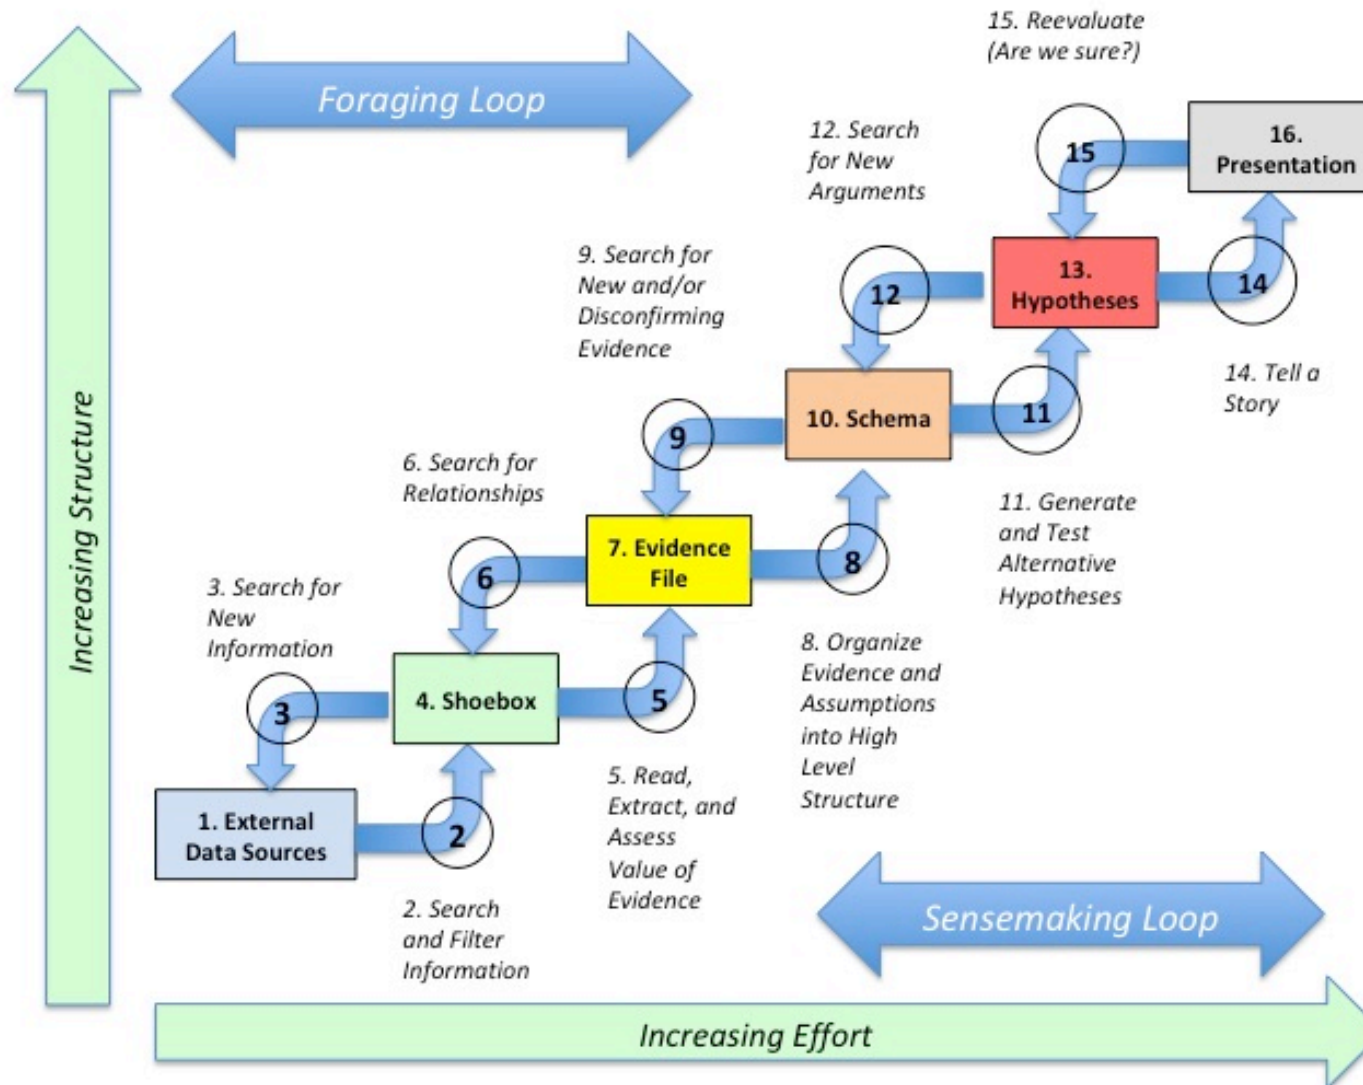 15. Reevaluate
(Are we sure?)
Foraging Loop
12. Search
for New
Arguments
15
16.
Presentation
9. Search for
New and/or
Disconfirming
Evidence
12
13.
Hypotheses
14
14. Tell a
Story
6. Search for
Relationships
9
10. Schema
11
11. Generate
and Test
Alternative
Hypotheses
3. Search for
New
Information
6
7. Evidence
File
8
8. Organize
Evidence and
Assumptions
into High
Level
Structure
3
4. Shoebox
5
5. Read,
Extract, and
Assess
Value of
Evidence
1. External
Data Sources
2
2. Search
and Filter
Information
Sensemaking Loop
Increasing Structure
Increasing Effort